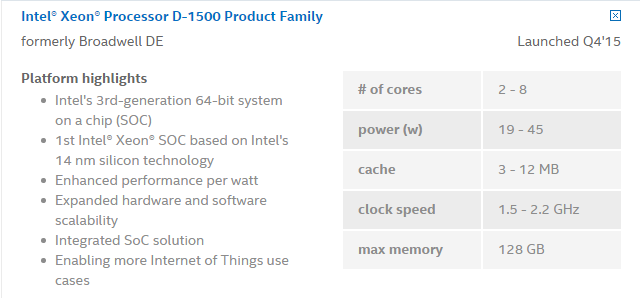 Intel® Xeon® Processor D-1500 Product Family
formerly Broadwell DE
Launched Q4'15
Platform highlights
• Intel's 3rd-generation 64-bit system
on a chip (SOC)
• 1st Intel® Xeon® SOC based on Intel's
14 nm silicon technology
• Enhanced performance per watt
• Expanded hardware and software
scalability
• Integrated SoC solution
• Enabling more Internet of Things use
cases
# of cores 2 - 8
power (w) 19 - 45
cache 3 - 12 MB
clock speed 1.5 - 2.2 GHz
max memory 128 GB